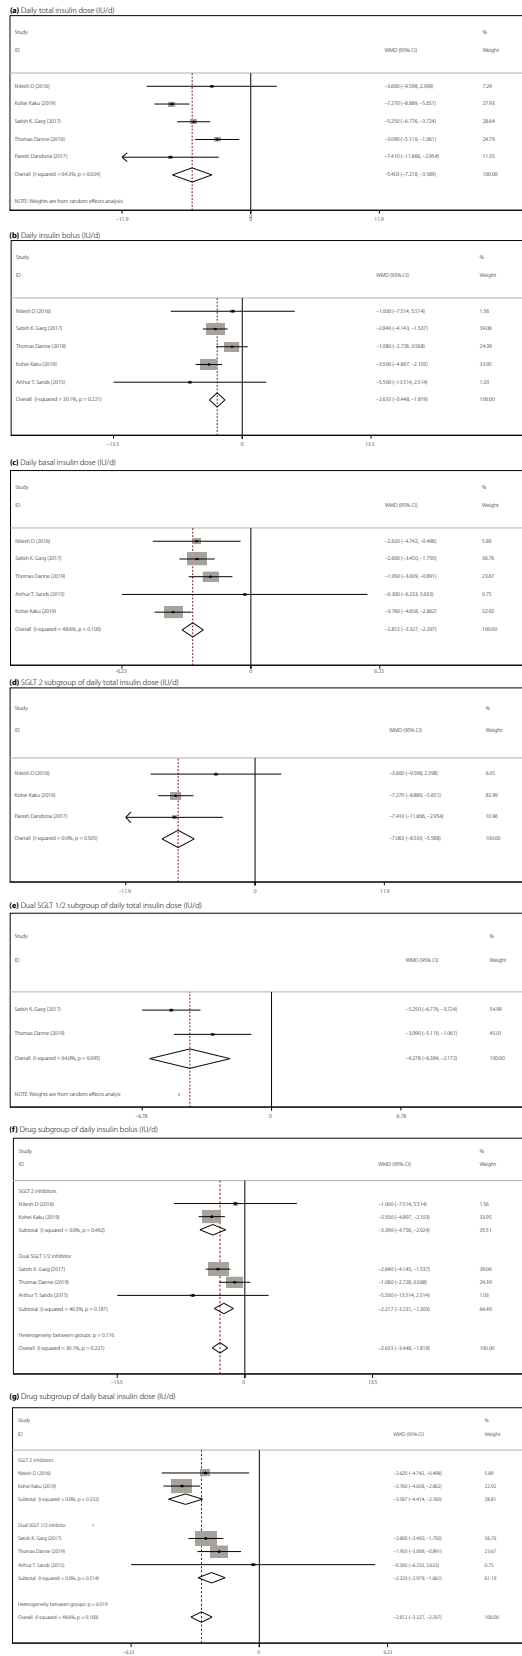 (a) Daily total insulin dose (IU/d)
Study %
ID WMD (95% CI) Weight
Nitesh D (2016) −3.600 (−9.598, 2.398) 7.29
Kohei Kaku (2019) −7.270 (−8.889, −5.651) 27.93
Satish K. Garg (2017) −5.250 (−6.776, −3.724) 28.64
Thomas Danne (2019) −3.090 (−5.119, −1.061) 24.79
Paresh Dandona (2017) −7.410 (−11.866, −2.954) 11.35
Overall (I-squared = 64.3%, p = 0.024) −5.403 (−7.218, −3.589) 100.00
NOTE: Weights are from random effects analysis
−11.9 0 11.9
(b) Daily insulin bolus (IU/d)
Study %
ID WMD (95% CI) Weight
Nitesh D (2016) −1.000 (−7.514, 5.514) 1.56
Satish K. Garg (2017) −2.840 (−4.143, −1.537) 39.06
Thomas Danne (2019) −1.080 (−2.728, 0.568) 24.39
Kohei Kaku (2019) −3.500 (−4.897, −2.103) 33.95
Arthur T. Sands (2015) −5.500 (−13.514, 2.514) 1.03
Overall (I-squared = 30.1%, p = 0.221) −2.633 (−3.448, −1.819) 100.00
−13.5 0 13.5
(c) Daily basal insulin dose (IU/d)
Study %
ID WMD (95% CI) Weight
Nitesh D (2016) −2.620 (−4.742, −0.498) 5.89
Satish K. Garg (2017) −2.600 (−3.450, −1.750) 36.76
Thomas Danne (2019) −1.950 (−3.009, −0.891) 23.67
Arthur T. Sands (2015) −0.300 (−6.233, 5.633) 0.75
Kohei Kaku (2019) −3.760 (−4.658, −2.862) 32.92
Overall (I-squared = 48.6%, p = 0.100) −2.812 (−3.327, −2.297) 100.00
−6.23 0 6.23
(d) SGLT 2 subgroup of daily total insulin dose (IU/d)
Study %
ID WMD (95% CI) Weight
Nitesh D (2016) −3.600 (−9.598, 2.398) 6.05
Kohei Kaku (2019) −7.270 (−8.889, −5.651) 82.99
Paresh Dandona (2017) −7.410 (−11.866, −2.954) 10.96
Overall (I-squared = 0.0%, p = 0.505) −7.063 (−8.539, −5.588) 100.00
−11.9 0 11.9
(e) Dual SGLT 1/2 subgroup of daily total insulin dose (IU/d)
Study %
ID WMD (95% CI) Weight
Satish K. Garg (2017) −5.250 (−6.776, −3.724) 54.99
Thomas Danne (2019) −3.090 (−5.119, −1.061) 45.01
Overall (I-squared = 64.0%, p = 0.095) −4.278 (−6.384, −2.172) 100.00
NOTE: Weights are from random effects analysi s
−6.78 0 6.78
(f) Drug subgroup of daily insulin bolus (IU/d)
Study %
ID WMD (95% CI) Weight
SGLT 2 inhibitors
Nitesh D (2016) −1.000 (−7.514, 5.514) 1.56
Kohei Kaku (2019) −3.500 (−4.897, −2.103) 33.95
Subtotal (I-squared = 0.0%, p = 0.462) −3.390 (−4.756, −2.024) 35.51
Dual SGLT 1/2 inhibitor
Satish K. Garg (2017) −2.840 (−4.143, −1.537) 39.06
Thomas Danne (2019) −1.080 (−2.728, 0.568) 24.39
Arthur T. Sands (2015) −5.500 (−13.514, 2.514) 1.03
Subtotal (I-squared = 40.3%, p = 0.187) −2.217 (−3.231, −1.203) 64.49
Heterogeneity between groups: p = 0.176
Overall (I-squared = 30.1%, p = 0.221) −2.633 (−3.448, −1.819) 100.00
−13.5 0 13.5
(g) Drug subgroup of daily basal insulin dose (IU/d)
Study %
ID WMD (95% CI) Weight
SGLT 2 inhibitors
Nitesh D (2016) −2.620 (−4.742, −0.498) 5.89
Kohei Kaku (2019) −3.760 (−4.658, −2.862) 32.92
Subtotal (I-squared = 0.0%, p = 0.332) −3.587 (−4.414, −2.760) 38.81
Dual SGLT 1/2 inhibito r
Satish K. Garg (2017) −2.600 (−3.450, −1.750) 36.76
Thomas Danne (2019) −1.950 (−3.009, −0.891) 23.67
Arthur T. Sands (2015) −0.300 (−6.233, 5.633) 0.75
Subtotal (I-squared = 0.0%, p = 0.514) −2.320 (−2.979, −1.661) 61.19
Heterogeneity between groups: p = 0.019
Overall (I-squared = 48.6%, p = 0.100) −2.812 (−3.327, −2.297) 100.00
−6.23 0 6.23